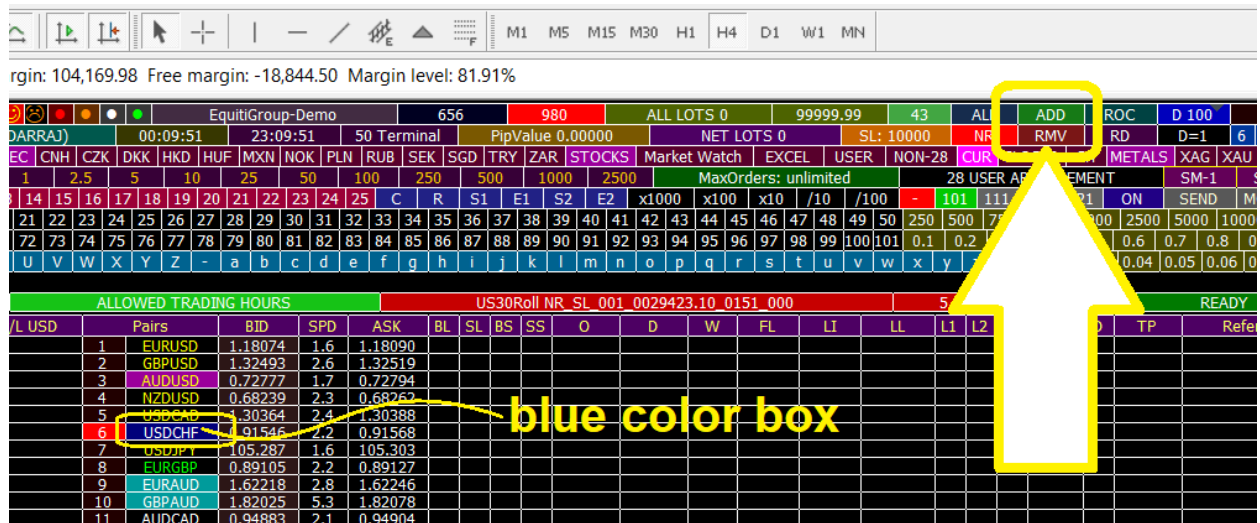 M1 M5 M15 M30 H1 H4 D1 W1 MN
rgin: 104,169.98 Free margin: -18,844.50 Margin level: 81.91%
EquitiGroup-Demo 656 980 ALL LOTS 0 99999.99 43 ADD ROC D 100
DARRAJ) 00:09:51 23:09:51 50 Terminal PipValue 0.00000 NET LOTS 0 SL: 10000 NR RMV RD D=1 6
EC CNH CZK DKK HKD HUF MXN NOK PLN RUB SEK SGD TRY ZAR STOCKS Market Watch EXCEL USER NON-28 CUR METALS XAG XAU
1 2.5 5 10 25 50 100 250 500 1000 2500 MaxOrders: unlimited 28 USER SM-1
14 15 16 17 18 19 20 21 22 23 24 25 C R S1 E1 S2 E2 x1000 x100 x10 /10 /100 - 101 111 ON SEND
21 22 23 24 25 26 27 28 29 30 31 32 33 34 35 36 37 38 39 40 41 42 43 44 45 46 47 48 49 50 250 500 2500 5000 1000
72 73 74 75 76 77 78 79 80 81 82 83 84 85 86 87 88 89 90 91 92 93 94 95 96 97 98 99 100 101 0.1 0.2 0.6 0.7 0.8
U V W X Y Z - a b c d e f g h i j k l m n o p q r s t u v w x y 0.04 0.05 0.06
ALLOWED TRADING HOURS US30Roll NR_SL_001_0029423.10_0151_000 READY
/L USD Pairs BID SPD ASK BL SL BS SS O D W FL LI LL L1 L2 TP Refer
1 EURUSD 1.18074 1.6 1.18090
2 GBPUSD 1.32493 2.6 1.32519
3 AUDUSD 0.72777 1.7 0.72794
4 NZDUSD 0.68239 2.3 0.68262
5 USDCAD 1.30364 2.4 1.30388
6 USDCHF 0.91546 2.2 0.91568
blue color box
7 USDJPY 105.287 1.6 105.303
8 EURGBP 0.89105 2.2 0.89127
9 EURAUD 1.62218 2.8 1.62246
10 GBPAUD 1.82025 5.3 1.82078
11 AUDCAD 0.94883 2.1 0.94904